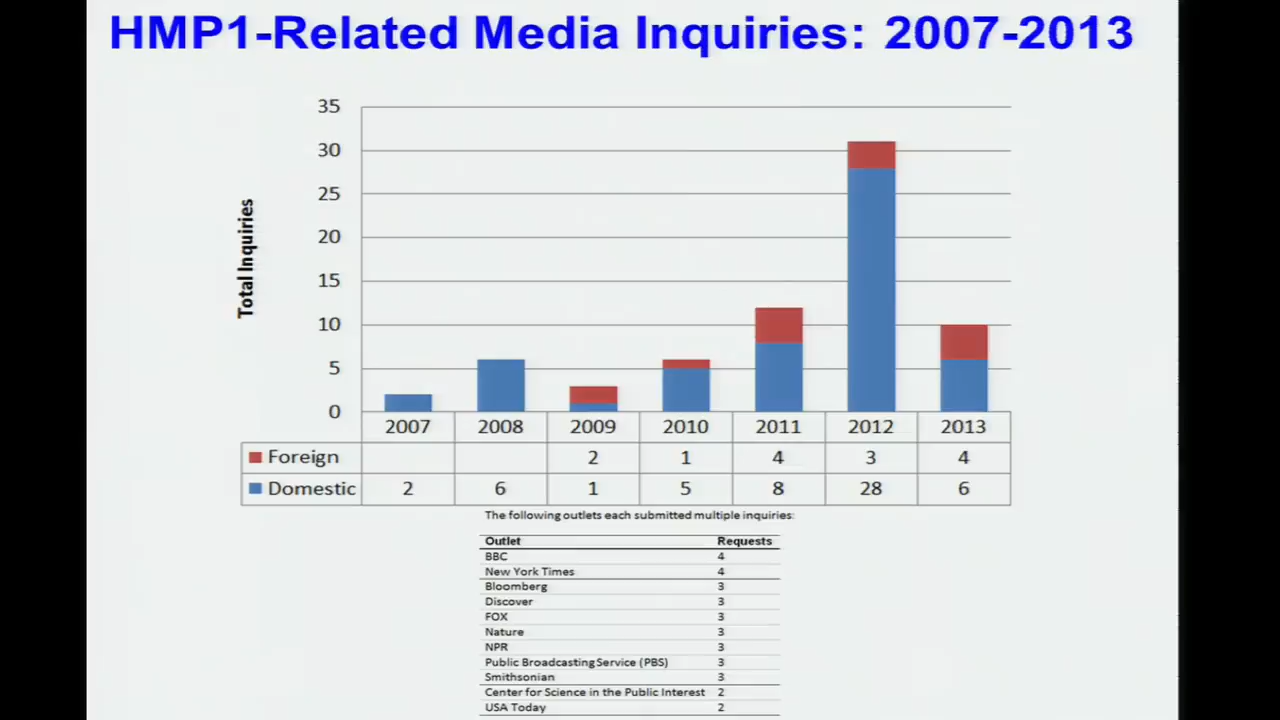 HMP1-Related Media Inquiries: 2007-2013
35
30
25
20
15
10
5
0
Total Inquiries
2007 2008 2009 2010 2011 2012 2013
Foreign 2 1 4 3 4
Domestic 2 6 1 5 8 28 6
The following outlets each submitted multiple inquiries:
Outlet Requests
BBC 4
New York Times 4
Bloomberg 3
Discover 3
FOX 3
Nature 3
NPR 3
Public Broadcasting Service (PBS) 3
Smithsonian 3
Center for Science in the Public Interest 2
USA Today 2